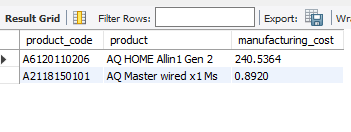 Result Grid Filter Rows: Export: Wra
product_code product manufacturing_cost
A6120110206 AQ HOME Allin1 Gen 2 240.5364
A2118150101 AQ Master wired x1 Ms 0.8920